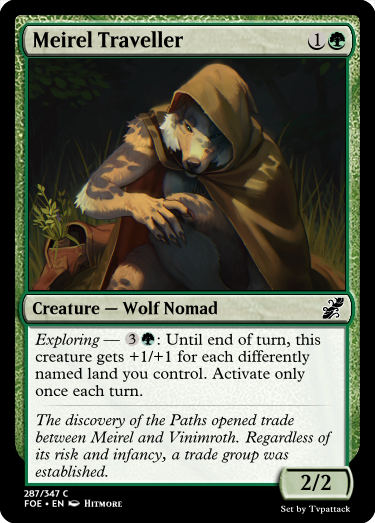 Meirel Traveller 1
Creature — Wolf Nomad
Exploring — 3 : Until end of turn, this
creature gets +1/+1 for each differently
named land you control. Activate only
once each turn.
The discovery of the Paths opened trade
between Meirel and Vinimroth. Regardless of
its risk and infancy, a trade group was
established.
2/2
287/347 C
FOE • EN Hitmore
Set by Tvpattack